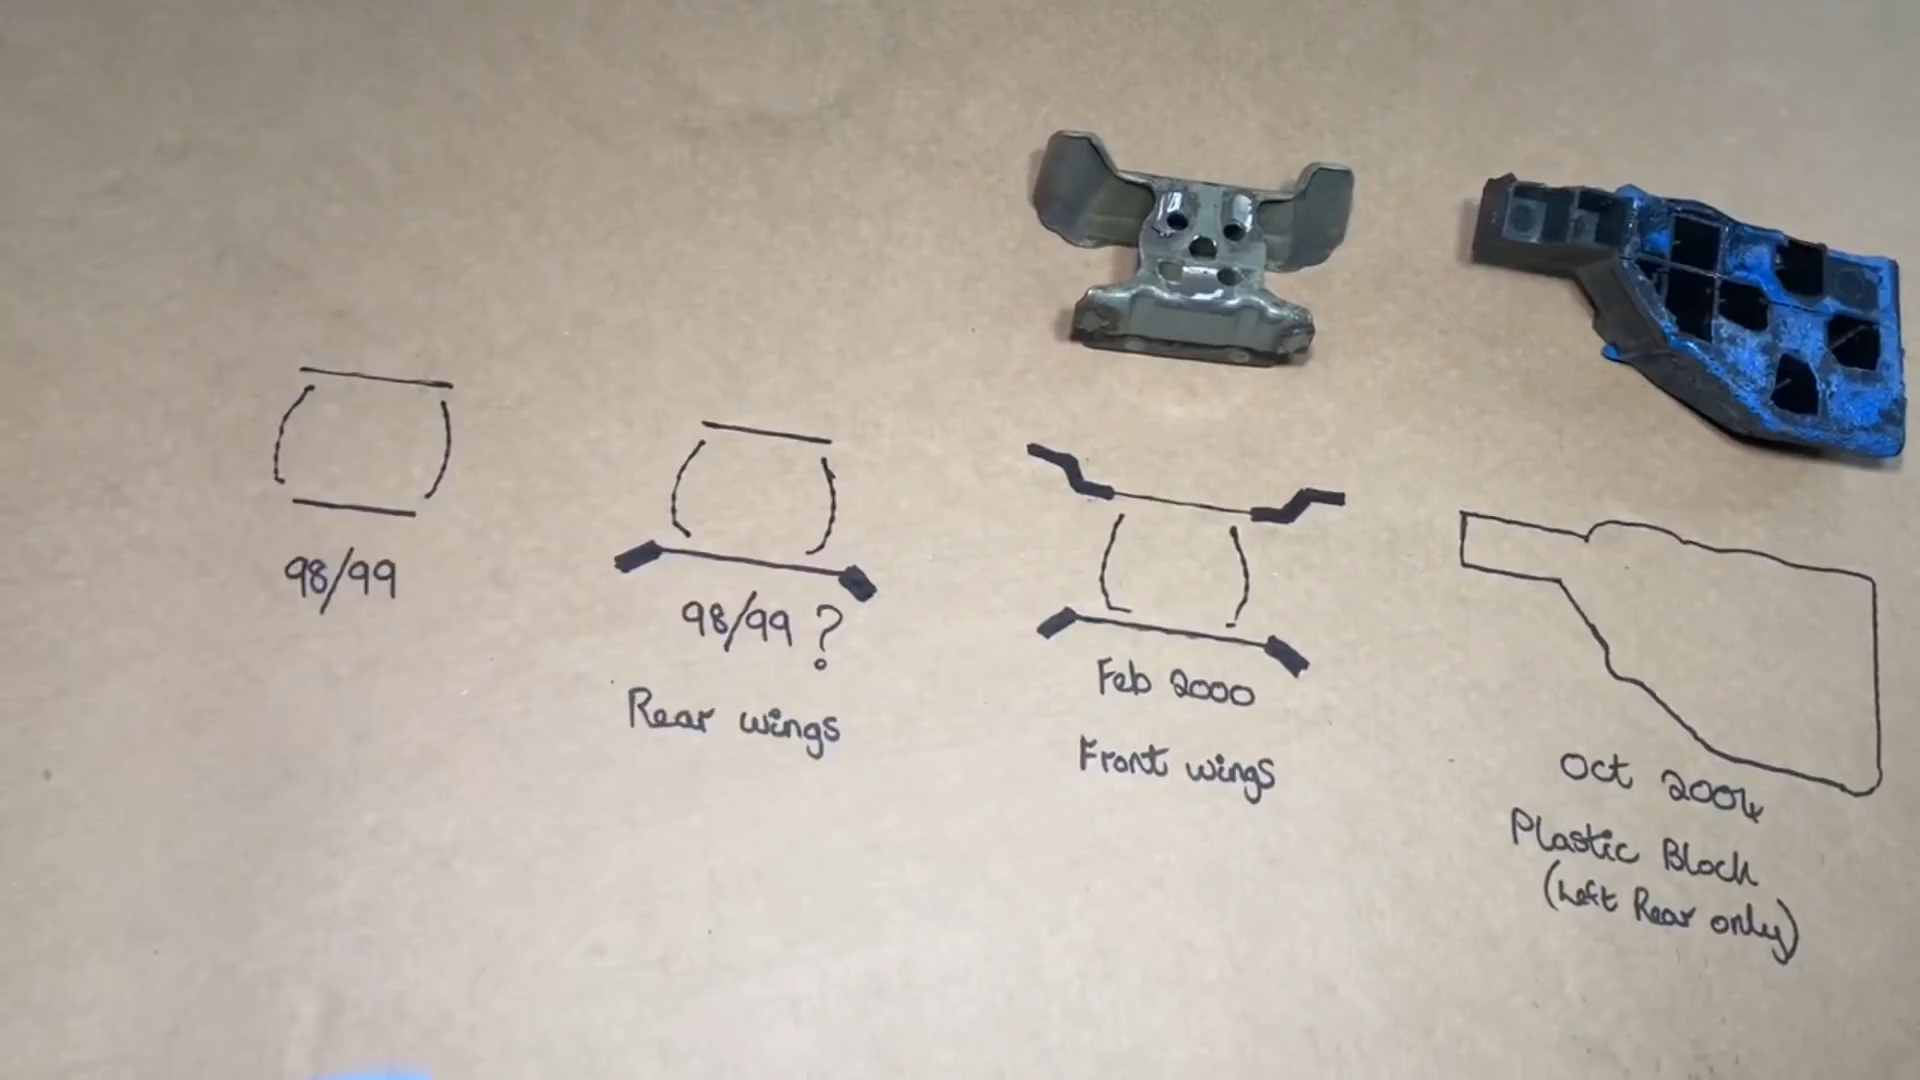 98/99
98/99?
Rear wings
Feb 2000
Front wings
Oct 2004
Plastic Block
(Left Rear only)